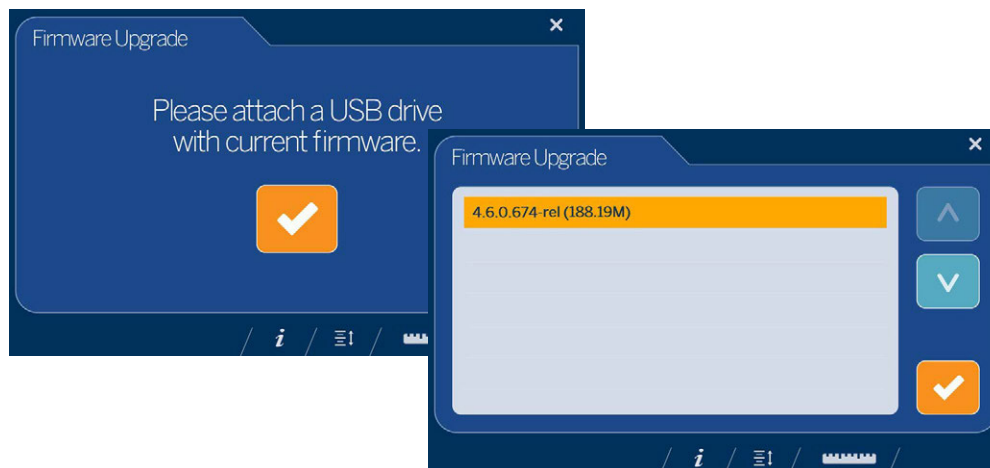 Firmware Upgrade
Please attach a USB drive
with current firmware.
Firmware Upgrade
4.6.0.674-rel (188.19M)